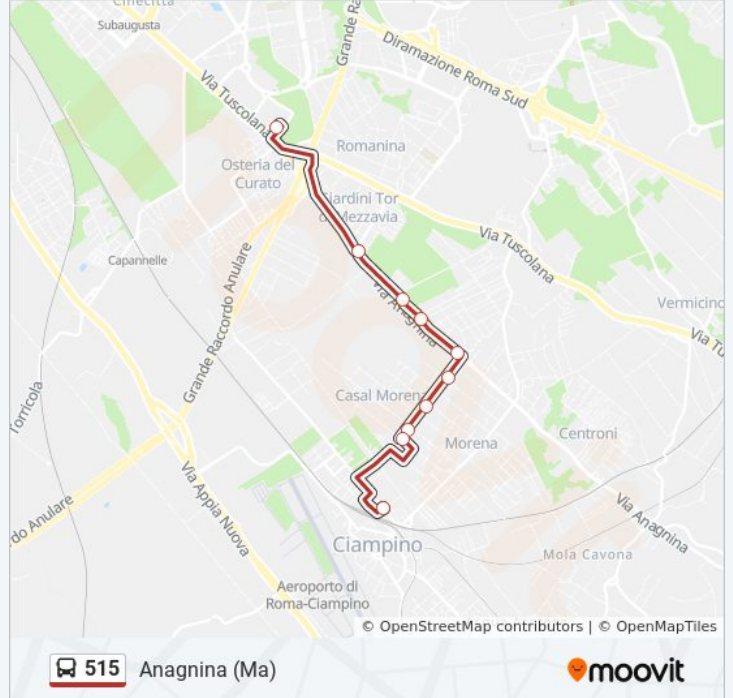 Cinecittà
Subaugusta
Grande Ra
Diramazione Roma Sud
Via Tuscolana
Romanina
Osteria del
Curato
Giardini Tor
di Mezzavia
Via Tuscolana
Capannelle
Grande Raccordo Anulare
Via Anagnina
Vermicino
Via Tu
Torricola
Casal Morena
Morena
Centroni
Via Appia Nuova
rdo Anulare
Via Anagnina
Ciampino
Mola Cavona
Aeroporto di
Roma-Ciampino
© OpenStreetMap contributors | © OpenMapTiles
515 Anagnina (Ma)
moovit